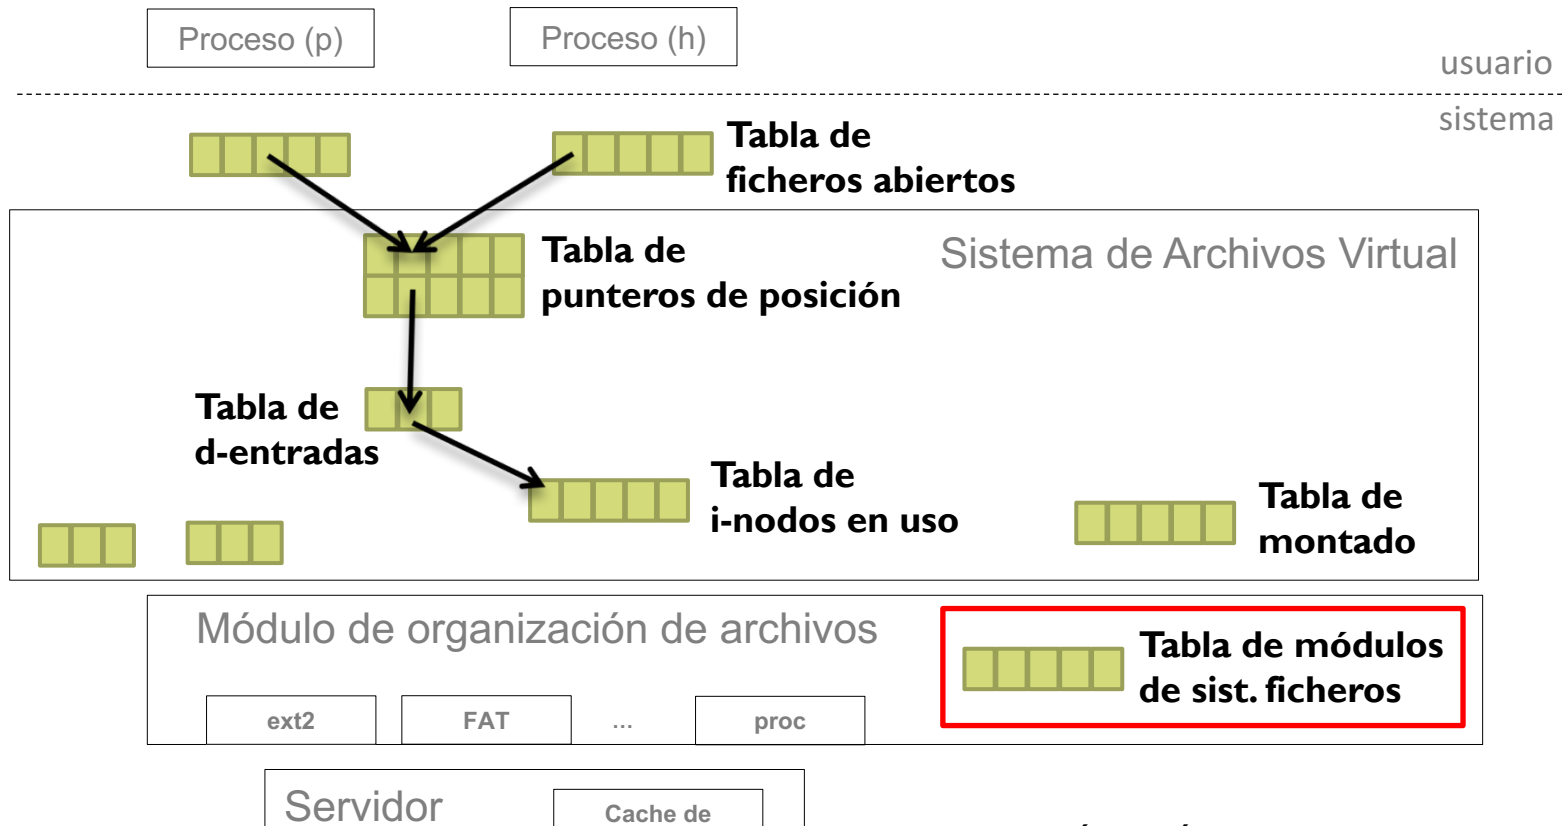 Proceso (p)
Proceso (h)
usuario
sistema
Tabla de
ficheros abiertos
Sistema de Archivos Virtual
Tabla de
punteros de posición
Tabla de
d-entradas
Tabla de
i-nodos en uso
Tabla de
montado
Módulo de organización de archivos
Tabla de módulos
de sist. ficheros
ext2
FAT
...
proc
Servidor
Cache de